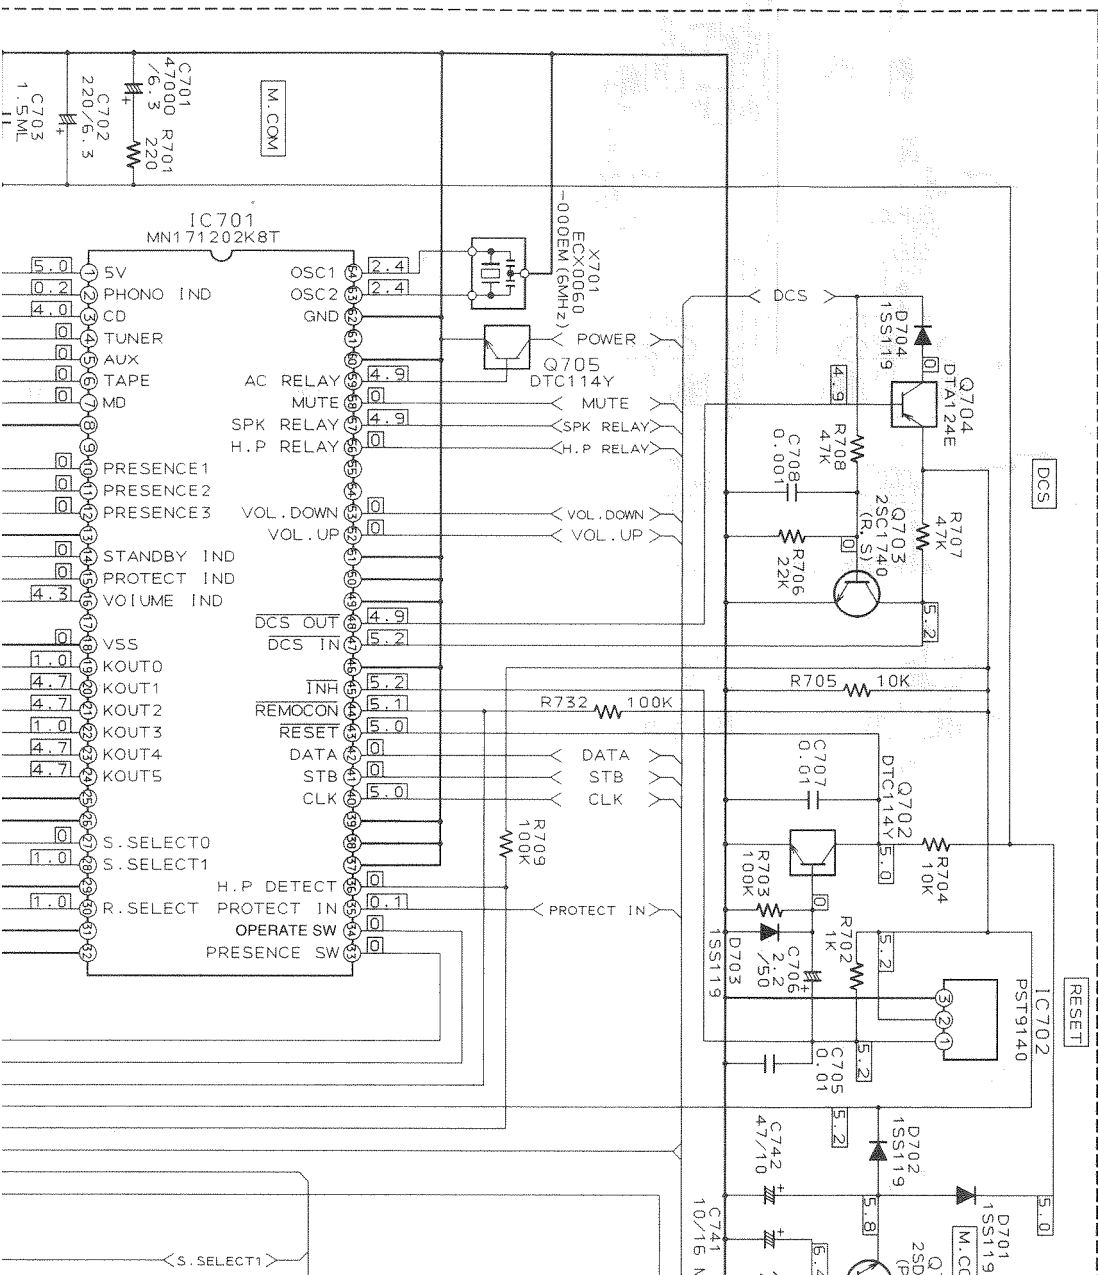 C701
47000
/6.3
R701
220
C702
220/6.3
C703
1.5ML
M.COM
IC701
MN171202K8T
X701
ECX0060
-000EM(6MHz)
5.0 1 5V
0.2 2 PHONO IND
4.0 3 CD
0 4 TUNER
0 5 AUX
0 6 TAPE
0 7 MD
8
9
0 10 PRESENCE1
0 11 PRESENCE2
0 12 PRESENCE3
13
0 14 STANDBY IND
0 15 PROTECT IND
4.3 16 VOIUME IND
17
0 18 VSS
1.0 19 KOUT0
4.7 20 KOUT1
4.7 21 KOUT2
1.0 22 KOUT3
4.7 23 KOUT4
4.7 24 KOUT5
25
26
0 27 S.SELECT0
1.0 28 S.SELECT1
29
1.0 30 R.SELECT
31
32
OSC1 64 2.4
OSC2 63 2.4
GND 62
61
60
AC RELAY 59 4.9
MUTE 58 0
SPK RELAY 57 4.9
H.P RELAY 56 0
55
54
VOL.DOWN 53 0
VOL.UP 52 0
51
50
49
DCS OUT 48 4.9
DCS IN 47 5.2
46
INH 45 5.2
REMOCON 44 5.1
RESET 43 5.0
DATA 42 0
STB 41 0
CLK 40 5.0
39
38
37
H.P DETECT 36 0
PROTECT IN 35 0.1
OPERATE SW 34 0
PRESENCE SW 33 0
DCS
POWER
Q705
DTC114Y
MUTE
SPK RELAY
H.P RELAY
VOL.DOWN
VOL.UP
DATA
STB
CLK
PROTECT IN
S.SELECT1
D704
1SS119
0
Q704
DTA124E
4.9
R708
47K
C708
0.001
DCS
R707
47K
Q703
2SC1740
(R.S)
0
R706
22K
5.2
R705 10K
R732 100K
R709
100K
C707
0.01
Q702
DTC114Y
5.0
R704
10K
R703
100K
0
D703
1SS119
C706
2.2
/50
R702
1K
5.2
IC702
PST9140
3
2
1
RESET
5.2
C705
0.01
5.2
D702
1SS119
C742
47/10
5.8
5.0
D701
1SS119
C741
10/16
6.4
M.CO
Q
2SD
(P